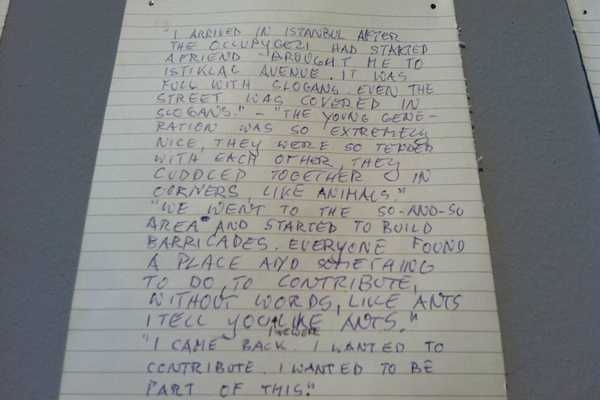 "I ARRIVED IN ISTANBUL AFTER
THE OCCUPYGEZI HAD STARTED
A FRIEND BROUGHT ME TO
ISTIKLAL AVENUE. IT WAS
FULL WITH SLOGANS. EVEN THE
STREET WAS COVERED IN
SLOGANS." - "THE YOUNG GENE-
RATION WAS SO EXTREMELY
NICE, THEY WERE SO TENDER
WITH EACH OTHER, THEY
CUDDLED TOGETHER IN
CORNERS, LIKE ANIMALS."
"WE WENT TO THE SO-AND-SO
AREA AND STARTED TO BUILD
BARRICADES. EVERYONE FOUND
A PLACE AND SOMETHING
TO DO, TO CONTRIBUTE,
WITHOUT WORDS, LIKE ANTS
I TELL YOU LIKE ANTS."
"I CAME BACK. I WANTED TO
CONTRIBUTE. I WANTED TO BE
PART OF THIS."